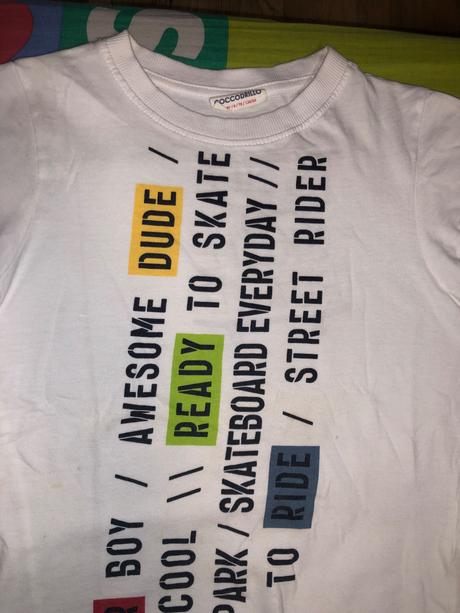 COCCODRILLO
R BOY / AWESOME DUDE /
COOL \\ READY TO SKATE
PARK / SKATEBOARD EVERYDAY //
TO RIDE / STREET RIDER